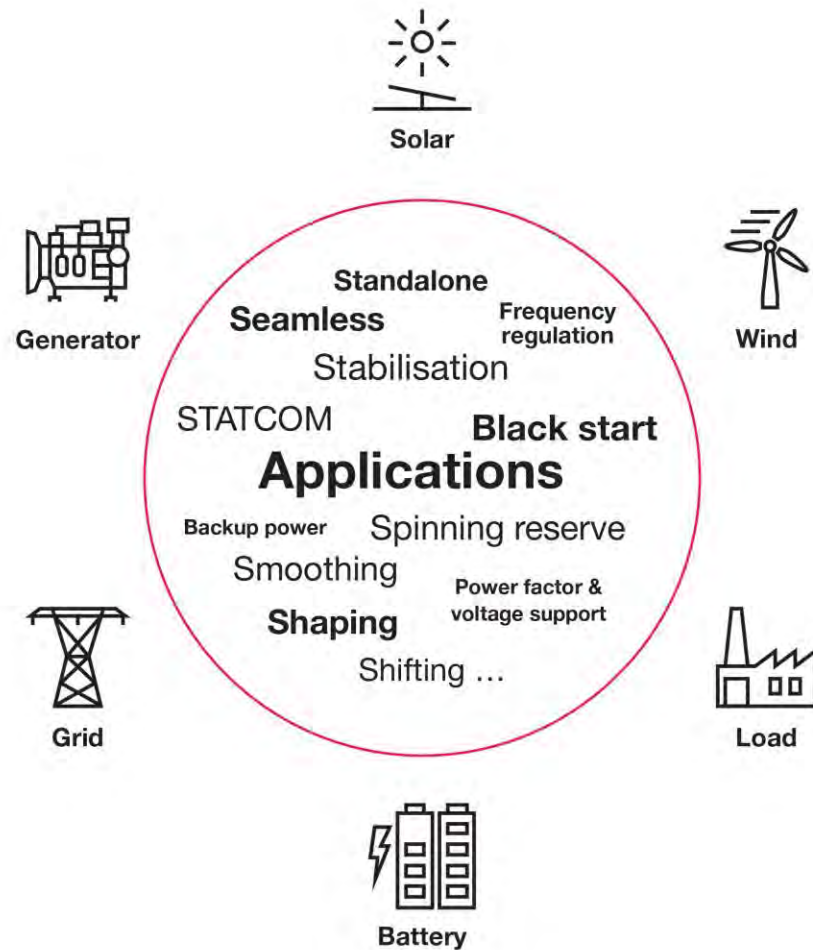 Solar
Generator
Wind
Standalone
Seamless
Frequency
regulation
Stabilisation
STATCOM
Black start
Applications
Backup power
Spinning reserve
Smoothing
Power factor &
voltage support
Shaping
Shifting ...
Grid
Load
Battery